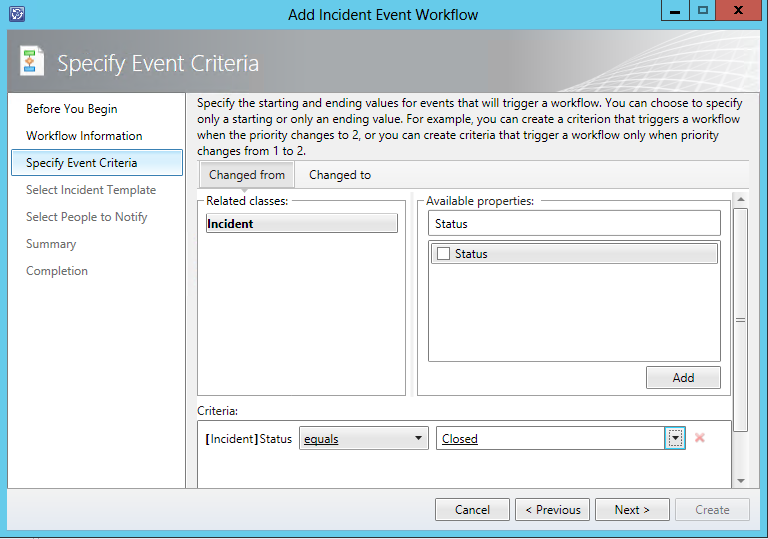 Add Incident Event Workflow
Specify Event Criteria
Before You Begin
Workflow Information
Specify Event Criteria
Select Incident Template
Select People to Notify
Summary
Completion
Specify the starting and ending values for events that will trigger a workflow. You can choose to specify
only a starting or only an ending value. For example, you can create a criterion that triggers a workflow
when the priority changes to 2, or you can create criteria that trigger a workflow only when priority
changes from 1 to 2.
Changed from Changed to
Related classes:
Incident
Available properties:
Status
Status
Add
Criteria:
[Incident]Status equals Closed
Cancel < Previous Next > Create